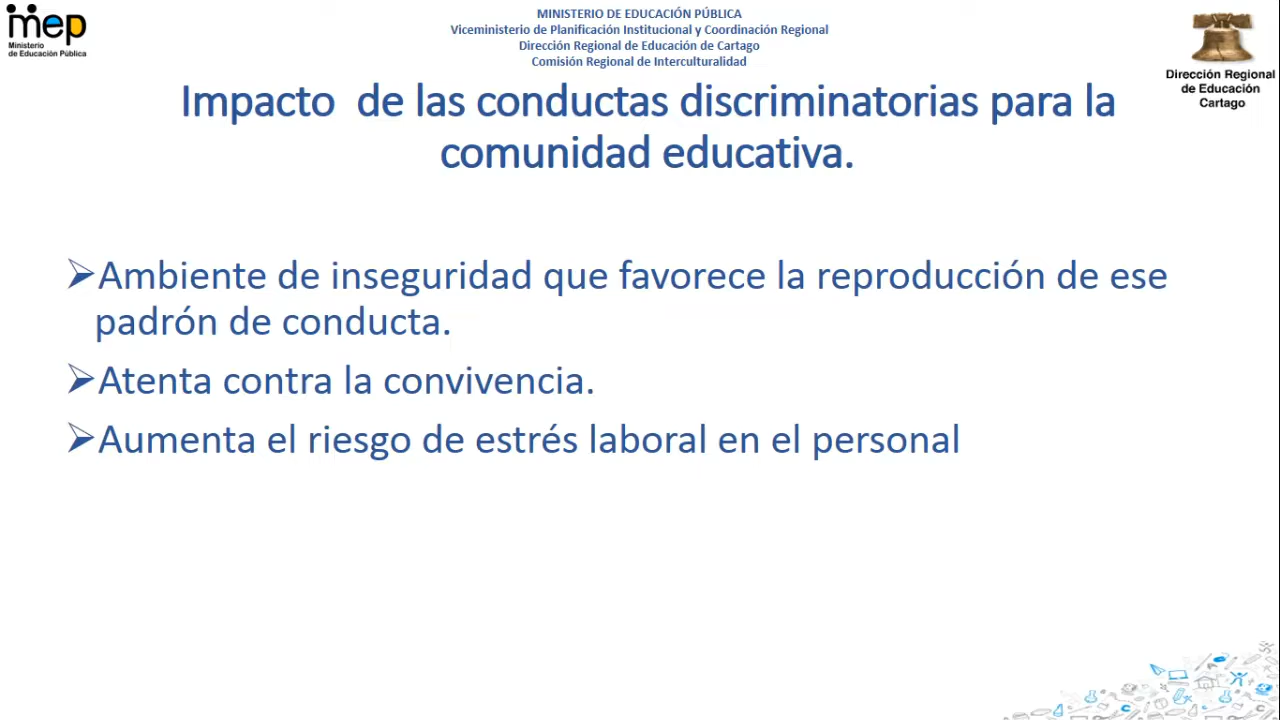 mep
Ministerio
de Educación Pública
MINISTERIO DE EDUCACIÓN PÚBLICA
Viceministerio de Planificación Institucional y Coordinación Regional
Dirección Regional de Educación de Cartago
Comisión Regional de Interculturalidad
Dirección Regional
de Educación
Cartago
Impacto  de las conductas discriminatorias para la
comunidad educativa.
➢Ambiente de inseguridad que favorece la reproducción de ese
padrón de conducta.
➢Atenta contra la convivencia.
➢Aumenta el riesgo de estrés laboral en el personal